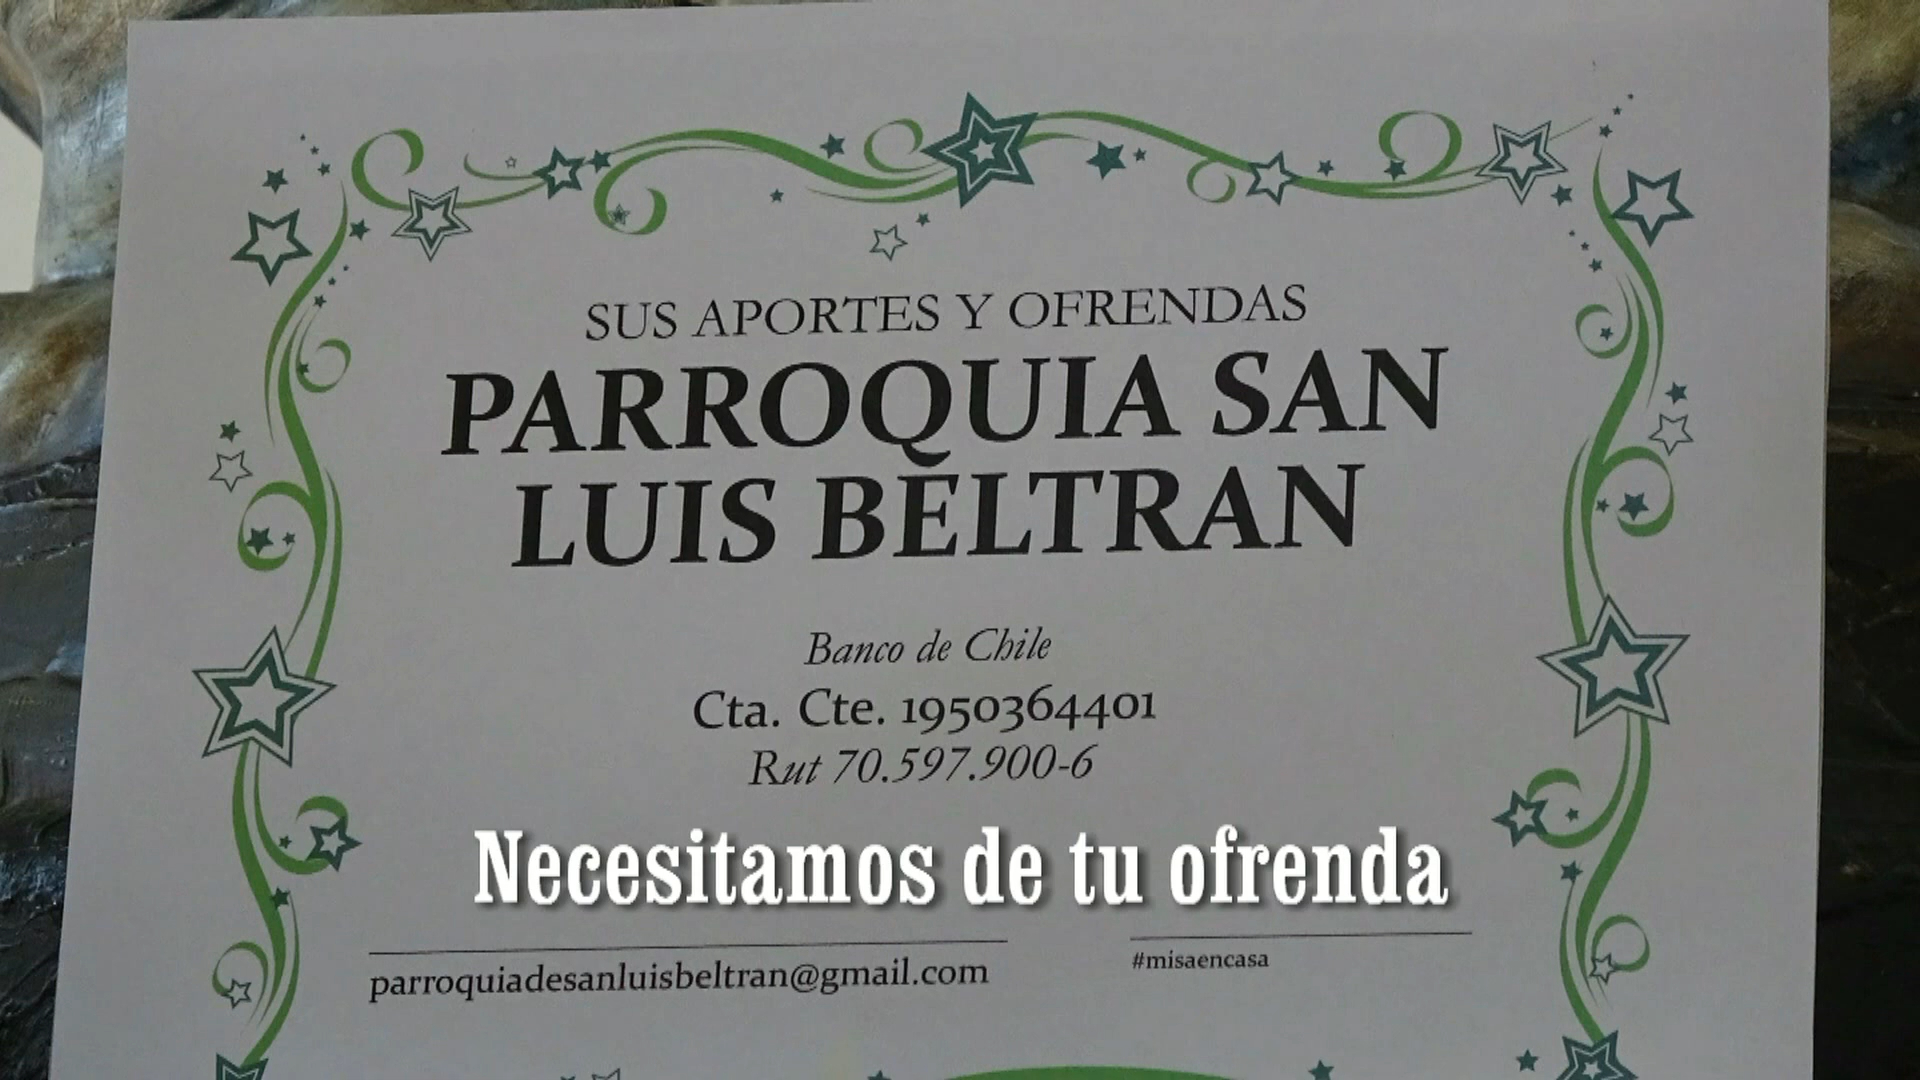 SUS APORTES Y OFRENDAS
PARROQUIA SAN
LUIS BELTRAN
Banco de Chile
Cta. Cte. 1950364401
Rut 70.597.900-6
Necesitamos de tu ofrenda
parroquiadesanluisbeltran@gmail.com
#misaencasa